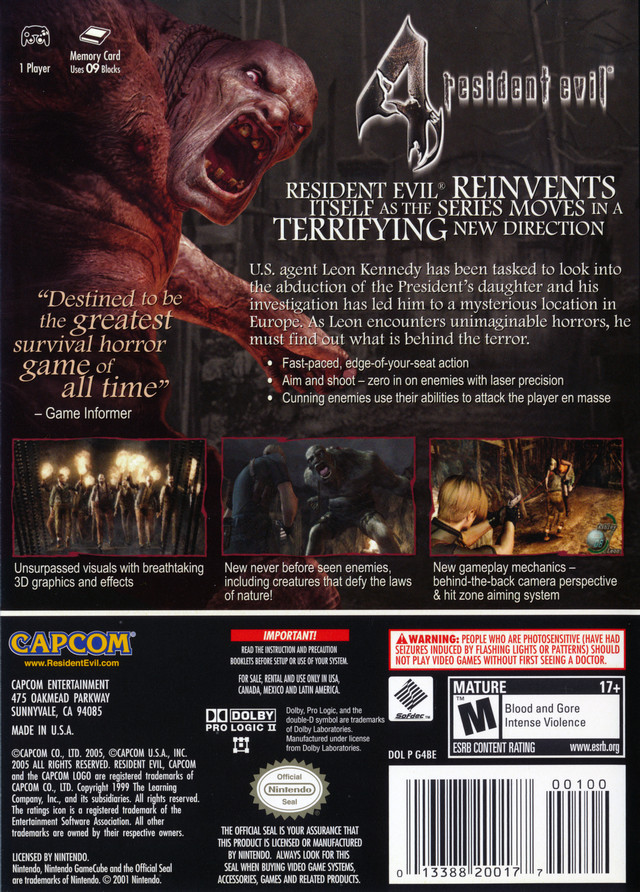 1 Player
Memory Card
Uses 09 Blocks
4 resident evil®
RESIDENT EVIL® REINVENTS
ITSELF AS THE SERIES MOVES IN A
TERRIFYING NEW DIRECTION
U.S. agent Leon Kennedy has been tasked to look into
the abduction of the President's daughter and his
investigation has led him to a mysterious location in
Europe. As Leon encounters unimaginable horrors, he
must find out what is behind the terror.
• Fast-paced, edge-of-your-seat action
• Aim and shoot – zero in on enemies with laser precision
• Cunning enemies use their abilities to attack the player en masse
“Destined to be
the greatest
survival horror
game of
all time”
– Game Informer
Unsurpassed visuals with breathtaking
3D graphics and effects
New never before seen enemies,
including creatures that defy the laws
of nature!
New gameplay mechanics –
behind-the-back camera perspective
& hit zone aiming system
CAPCOM®
www.ResidentEvil.com
CAPCOM ENTERTAINMENT
475 OAKMEAD PARKWAY
SUNNYVALE, CA 94085
MADE IN U.S.A.
©CAPCOM CO., LTD. 2005, ©CAPCOM U.S.A., INC.
2005 ALL RIGHTS RESERVED. RESIDENT EVIL, CAPCOM
and the CAPCOM LOGO are registered trademarks of
CAPCOM CO., LTD. Copyright 1999 The Learning
Company, Inc., and its subsidiaries. All rights reserved.
The ratings icon is a registered trademark of the
Entertainment Software Association. All other
trademarks are owned by their respective owners.
LICENSED BY NINTENDO.
Nintendo, Nintendo GameCube and the Official Seal
are trademarks of Nintendo. © 2001 Nintendo.
IMPORTANT!
READ THE INSTRUCTION AND PRECAUTION
BOOKLETS BEFORE SETUP OR USE OF YOUR SYSTEM.
FOR SALE, RENTAL AND USE ONLY IN USA,
CANADA, MEXICO AND LATIN AMERICA.
DOLBY
PRO LOGIC II
Dolby, Pro Logic, and the
double-D symbol are trademarks
of Dolby Laboratories.
Manufactured under license
from Dolby Laboratories.
Official
Nintendo
Seal
THE OFFICIAL SEAL IS YOUR ASSURANCE THAT
THIS PRODUCT IS LICENSED OR MANUFACTURED
BY NINTENDO. ALWAYS LOOK FOR THIS
SEAL WHEN BUYING VIDEO GAME SYSTEMS,
ACCESSORIES, GAMES AND RELATED PRODUCTS.
WARNING: PEOPLE WHO ARE PHOTOSENSITIVE (HAVE HAD
SEIZURES INDUCED BY FLASHING LIGHTS OR PATTERNS) SHOULD
NOT PLAY VIDEO GAMES WITHOUT FIRST SEEING A DOCTOR.
Sofdec™
DOL P G4BE
MATURE 17+
M
™
Blood and Gore
Intense Violence
ESRB CONTENT RATING www.esrb.org
00100
0 13388 20017 7